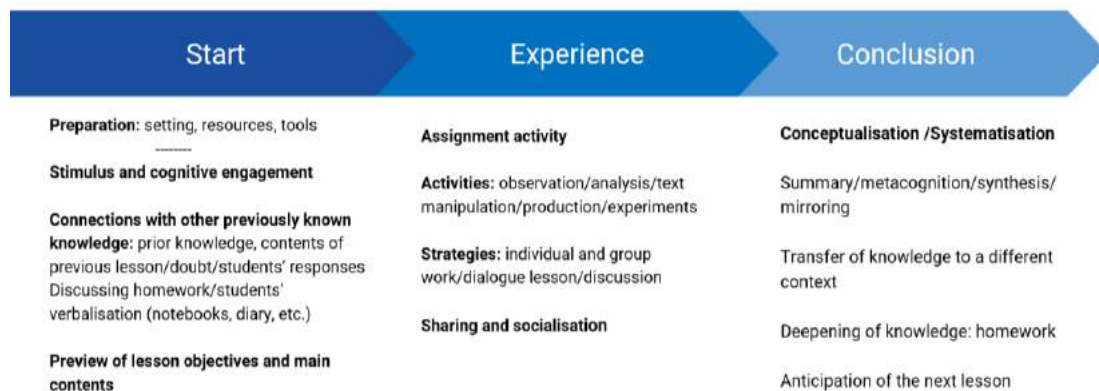 Start
Experience
Conclusion
Preparation: setting, resources, tools
--------
Stimulus and cognitive engagement
Connections with other previously known
knowledge: prior knowledge, contents of
previous lesson/doubt/students' responses
Discussing homework/students'
verbalisation (notebooks, diary, etc.)
Preview of lesson objectives and main
contents
Assignment activity
Activities: observation/analysis/text
manipulation/production/experiments
Strategies: individual and group
work/dialogue lesson/discussion
Sharing and socialisation
Conceptualisation /Systematisation
Summary/metacognition/synthesis/
mirroring
Transfer of knowledge to a different
context
Deepening of knowledge: homework
Anticipation of the next lesson